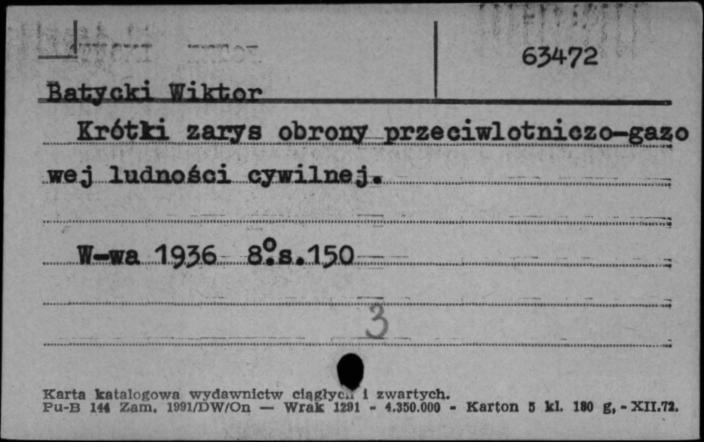 63472
Batycki Wiktor
Krótki zarys obrony przeciwlotniczo-gazo
wej ludności cywilnej.
W-wa 1936 8°.s.150
3
Karta katalogowa wydawnictw ciągłych i zwartych.
Pu-B 144 Zam. 1991/DW/On — Wrak 1291 - 4.350.000 - Karton 5 kl. 180 g, - XII.72.